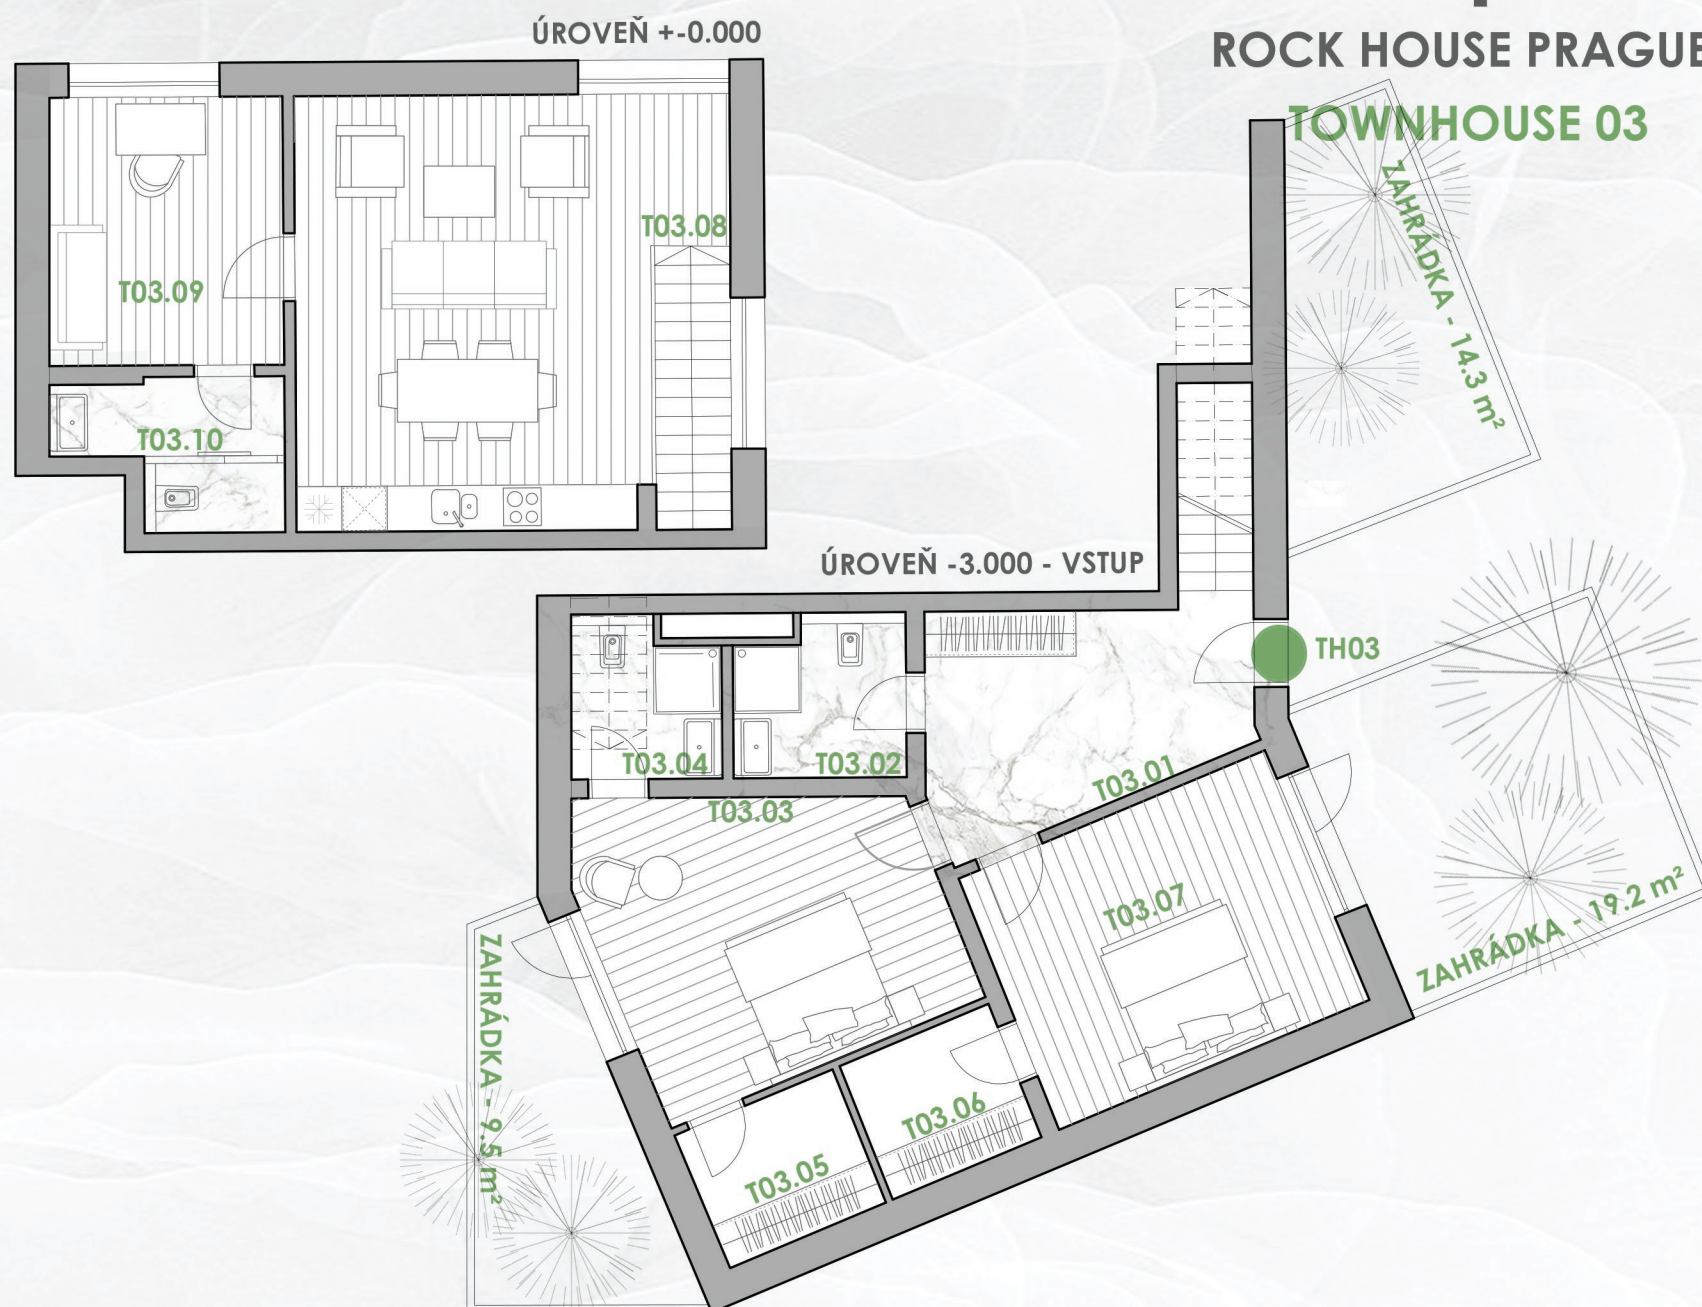 ÚROVEŇ +-0.000
ROCK HOUSE PRAGUE
TOWNHOUSE 03
T03.08
T03.09
T03.10
ZAHRÁDKA - 14.3 m²
ÚROVEŇ -3.000 - VSTUP
TH03
T03.04
T03.02
T03.01
T03.03
T03.07
ZAHRÁDKA - 19.2 m²
ZAHRÁDKA - 9.5 m²
T03.06
T03.05